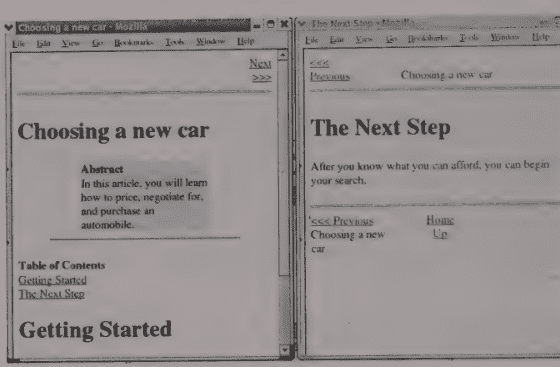 Choosing a new car - Mozilla
File Edit View Go Bookmarks Tools Window Help
Next
>>>
Choosing a new car
Abstract
In this article, you will learn
how to price, negotiate for,
and purchase an
automobile.
Table of Contents
Getting Started
The Next Step
Getting Started
The Next Step - Mozilla
File Edit View Go Bookmarks Tools Window Help
<<<
Previous Choosing a new car
The Next Step
After you know what you can afford, you can begin
your search.
<<< Previous Home
Choosing a new Up
car